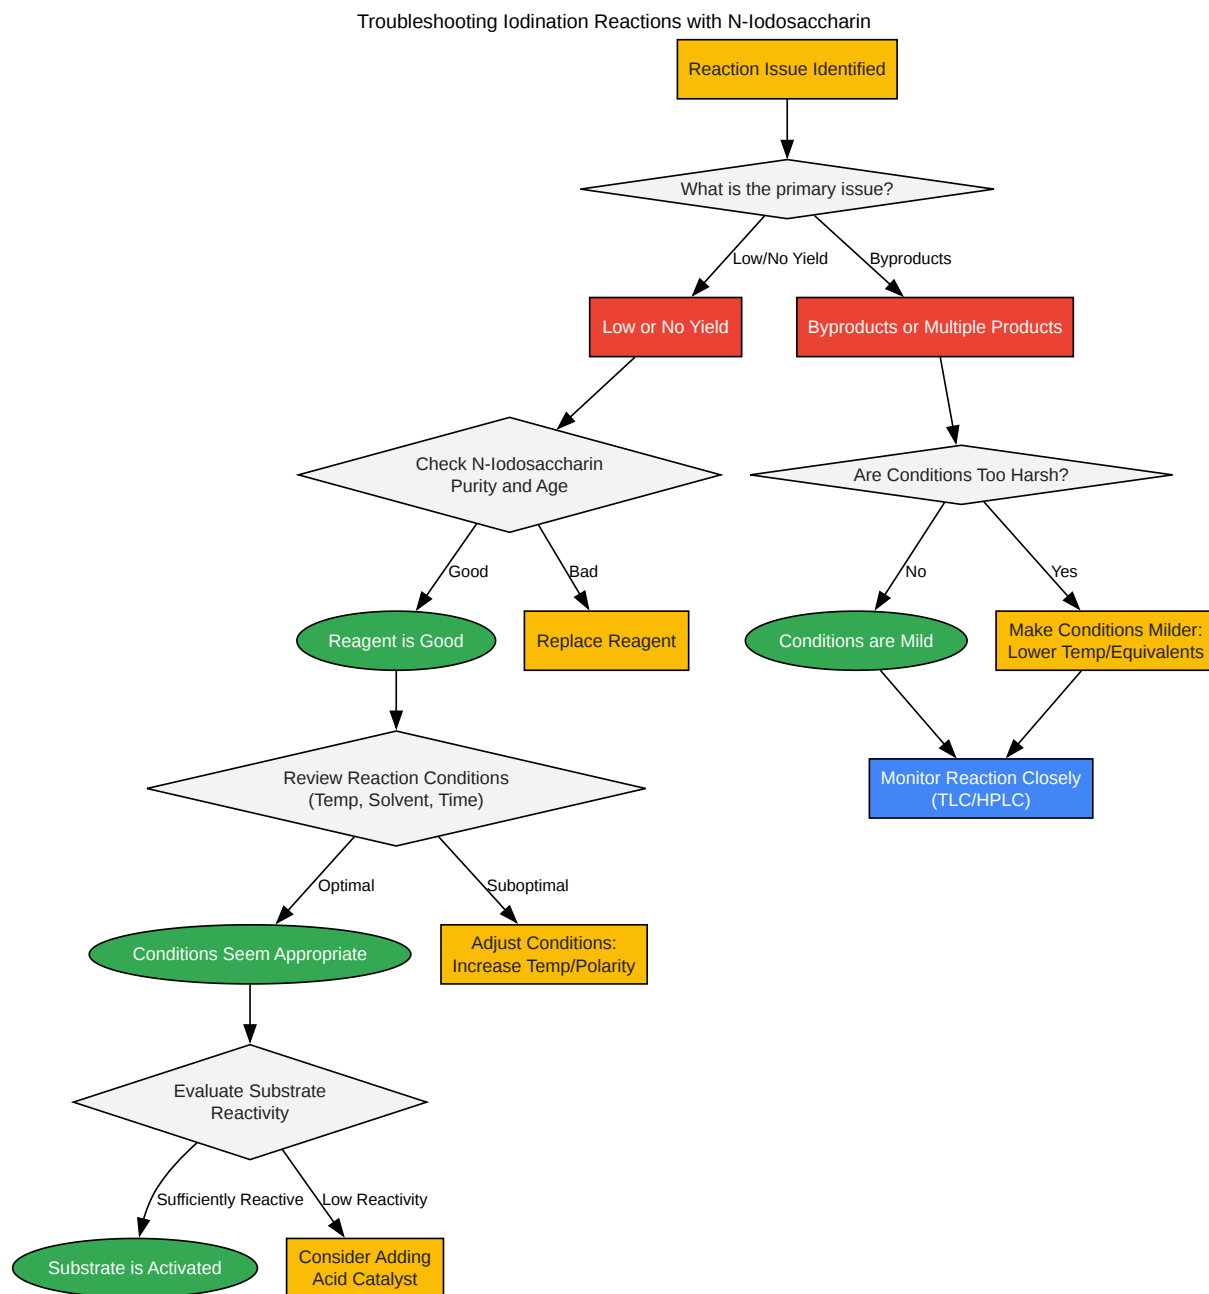 Troubleshooting Iodination Reactions with N-Iodosaccharin
Reaction Issue Identified
What is the primary issue?
Low/No Yield
Byproducts
Low or No Yield
Byproducts or Multiple Products
Check N-Iodosaccharin
Purity and Age
Are Conditions Too Harsh?
Good
Bad
No
Yes
Reagent is Good
Replace Reagent
Conditions are Mild
Make Conditions Milder:
Lower Temp/Equivalents
Review Reaction Conditions
(Temp, Solvent, Time)
Monitor Reaction Closely
(TLC/HPLC)
Optimal
Suboptimal
Conditions Seem Appropriate
Adjust Conditions:
Increase Temp/Polarity
Evaluate Substrate
Reactivity
Sufficiently Reactive
Low Reactivity
Substrate is Activated
Consider Adding
Acid Catalyst